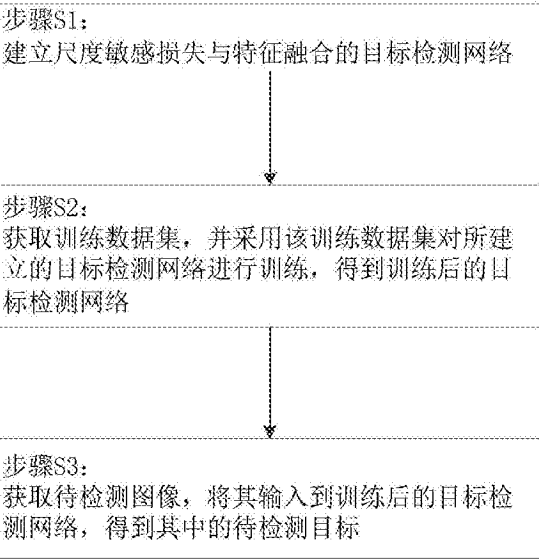 步骤S1：
建立尺度敏感损失与特征融合的目标检测网络
步骤S2：
获取训练数据集，并采用该训练数据集对所建
立的目标检测网络进行训练，得到训练后的目
标检测网络
步骤S3：
获取待检测图像，将其输入到训练后的目标检
测网络，得到其中的待检测目标